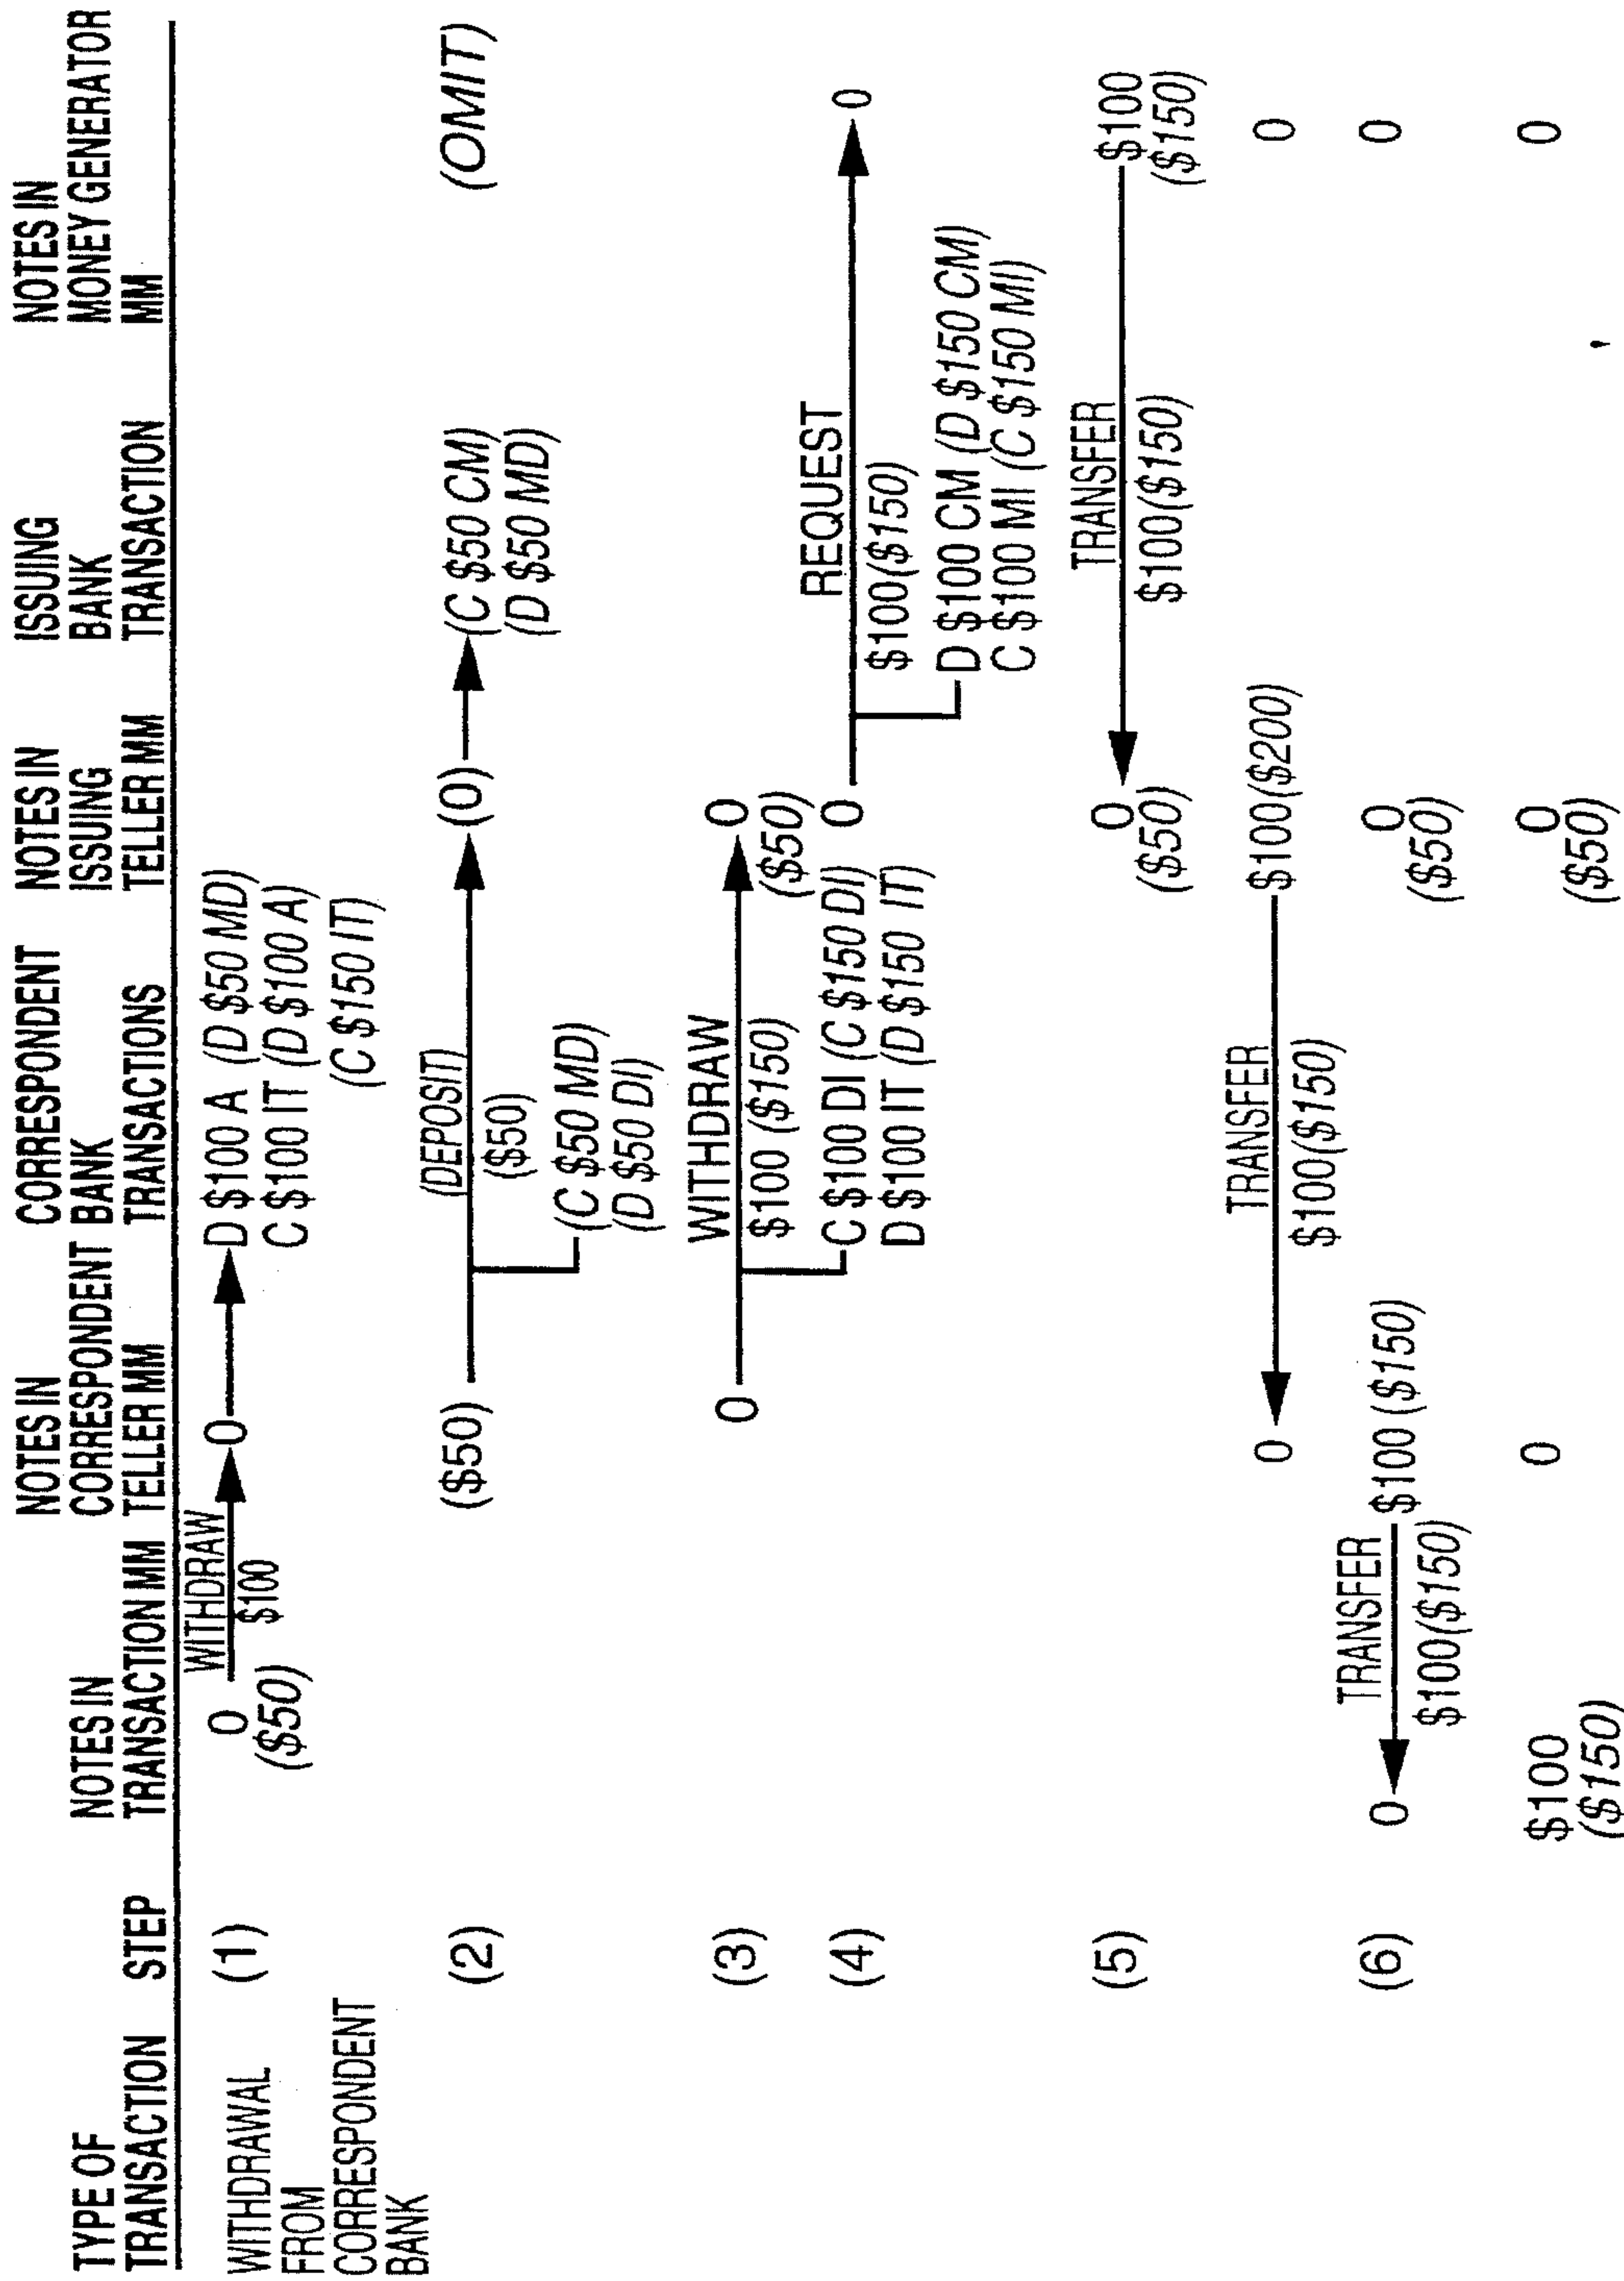 TYPE OF
TRANSACTION
STEP
NOTES IN
TRANSACTION MM
NOTES IN
CORRESPONDENT
TELLER MM
CORRESPONDENT
BANK
TRANSACTIONS
NOTES IN
ISSUING
TELLER MM
ISSUING
BANK
TRANSACTION
NOTES IN
MONEY GENERATOR
MM
WITHDRAWAL
FROM
CORRESPONDENT
BANK
(1)
0
($50)
WITHDRAW
$100
0
D $100 A (D $50 MD)
C $100 IT (D $100 A)
(C $150 IT)
(2)
($50)
(DEPOSIT)
($50)
(C $50 MD)
(D $50 DI)
(0)
(C $50 CM)
(D $50 MD)
(OMIT)
(3)
0
WITHDRAW
$100 ($150)
0
($50)
(4)
C $100 DI (C $150 DI)
D $100 IT (D $150 IT)
0
REQUEST
$100($150)
D $100 CM (D $150 CM)
C $100 MI (C $150 MI)
0
(5)
0
($50)
TRANSFER
$100($150)
$100
($150)
0
TRANSFER
$100($150)
$100($200)
0
(6)
0
TRANSFER
$100($150)
$100 ($150)
0
($50)
0
$100
($150)
0
0
($50)
0